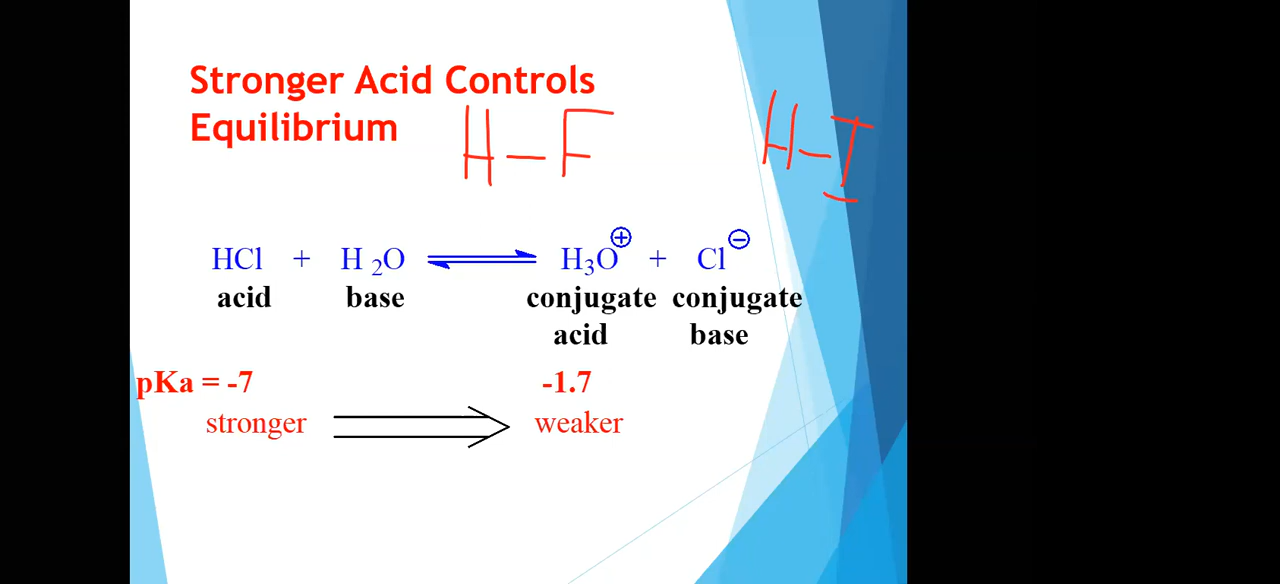 Stronger Acid Controls
Equilibrium
H-F
H-I
HCl + H2O ⇌ H3O⊕ + Cl⊖
acid base conjugate conjugate
acid base
pKa = -7 -1.7
stronger weaker